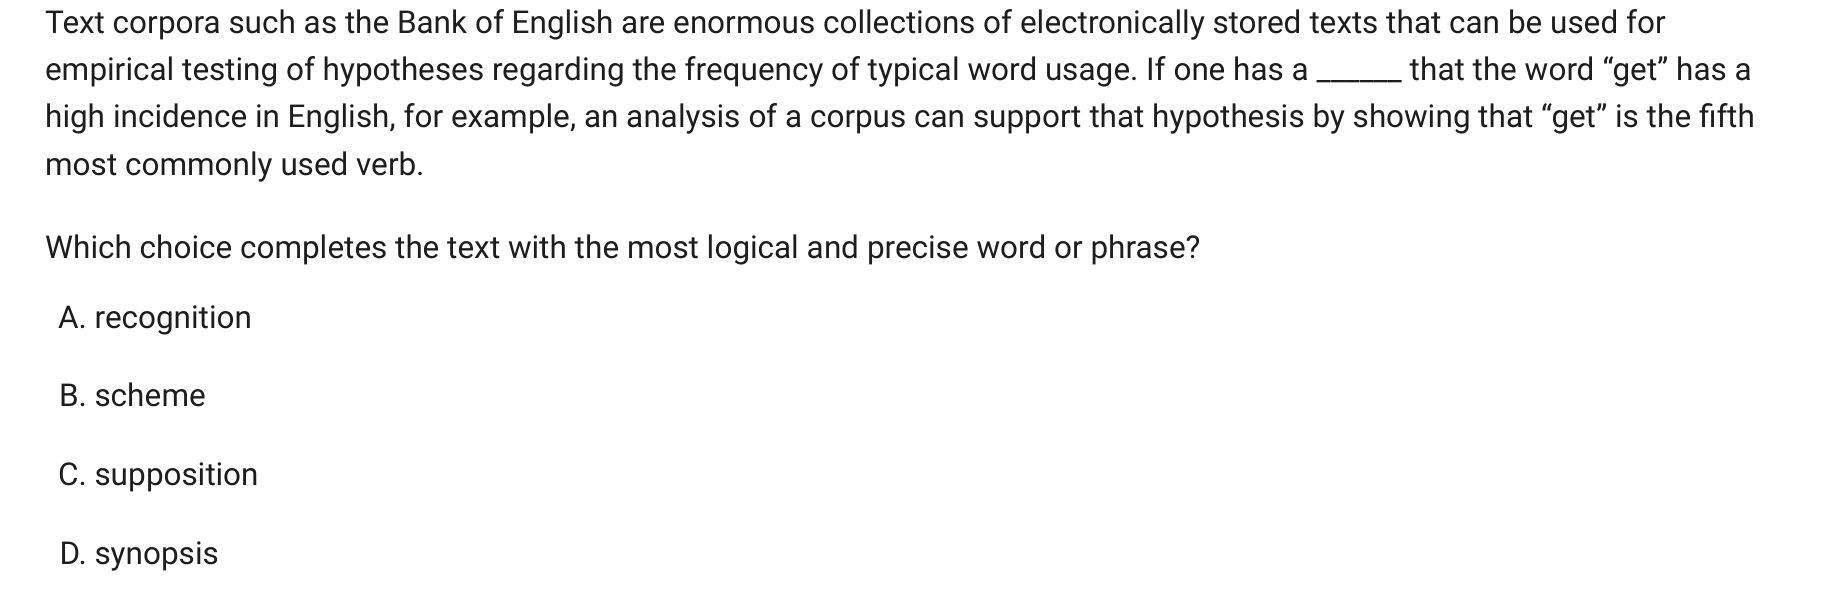 Text corpora such as the Bank of English are enormous collections of electronically stored texts that can be used for
empirical testing of hypotheses regarding the frequency of typical word usage. If one has a ______ that the word “get” has a
high incidence in English, for example, an analysis of a corpus can support that hypothesis by showing that “get” is the fifth
most commonly used verb.
Which choice completes the text with the most logical and precise word or phrase?
A. recognition
B. scheme
C. supposition
D. synopsis